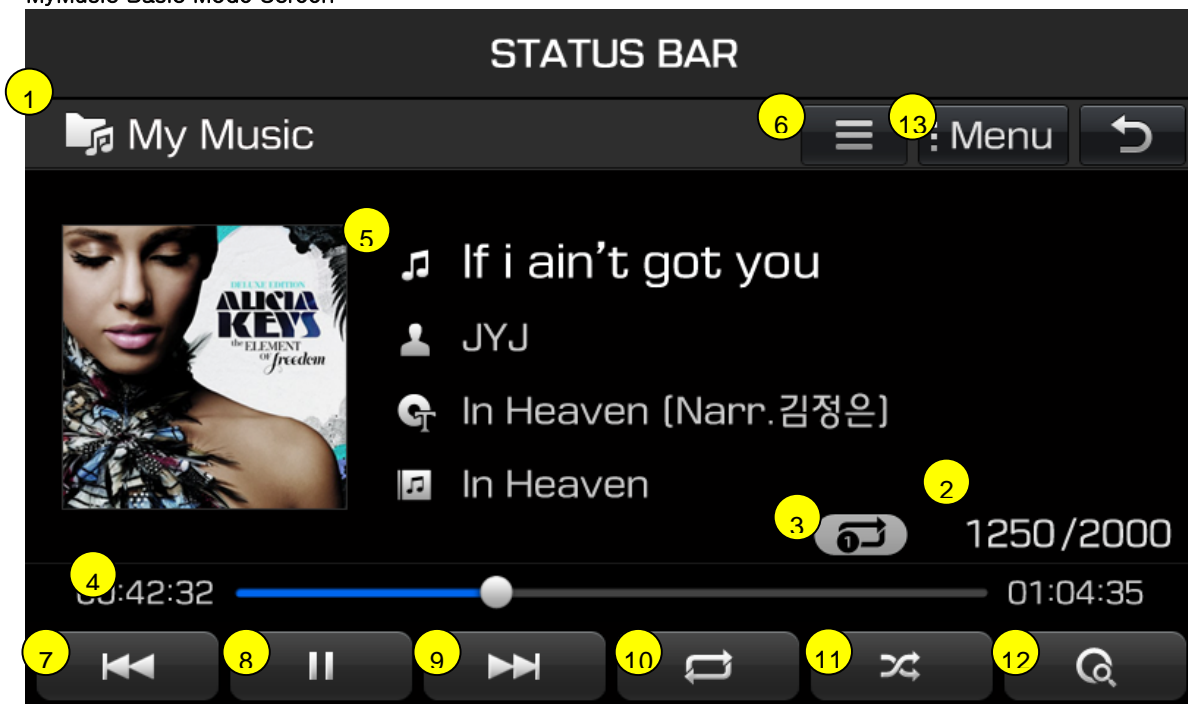 MyMusic Basic Mode Screen
STATUS BAR
1
My Music
6
13
Menu
5
DELUXE EDITION
ALICIA
KEYS
the ELEMENT
OF freedom
If i ain't got you
JYJ
In Heaven (Narr.김정은)
In Heaven
2
3
1250/2000
4
:42:32
01:04:35
7
8
9
10
11
12